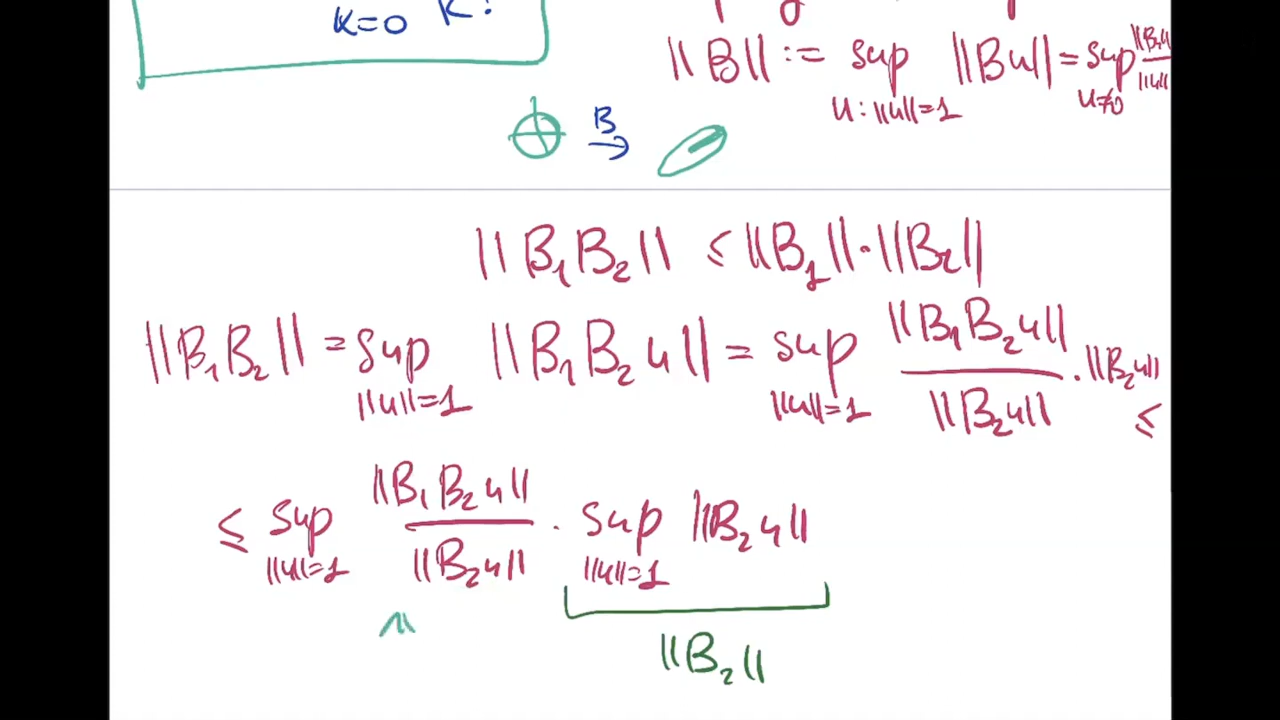 K=0 K!
||B|| := sup ||Bu|| = sup ||Bu
u: ||u||=1 u≠0 ||u||
B
→
||B₁B₂|| ≤ ||B₁||·||B₂||
||B₁B₂|| = sup ||B₁B₂u|| = sup ||B₁B₂u|| · ||B₂u||
||u||=1 ||u||=1 ||B₂u|| ≤
≤ sup ||B₁B₂u|| · sup ||B₂u||
||u||=1 ||B₂u|| ||u||=1
||B₂||